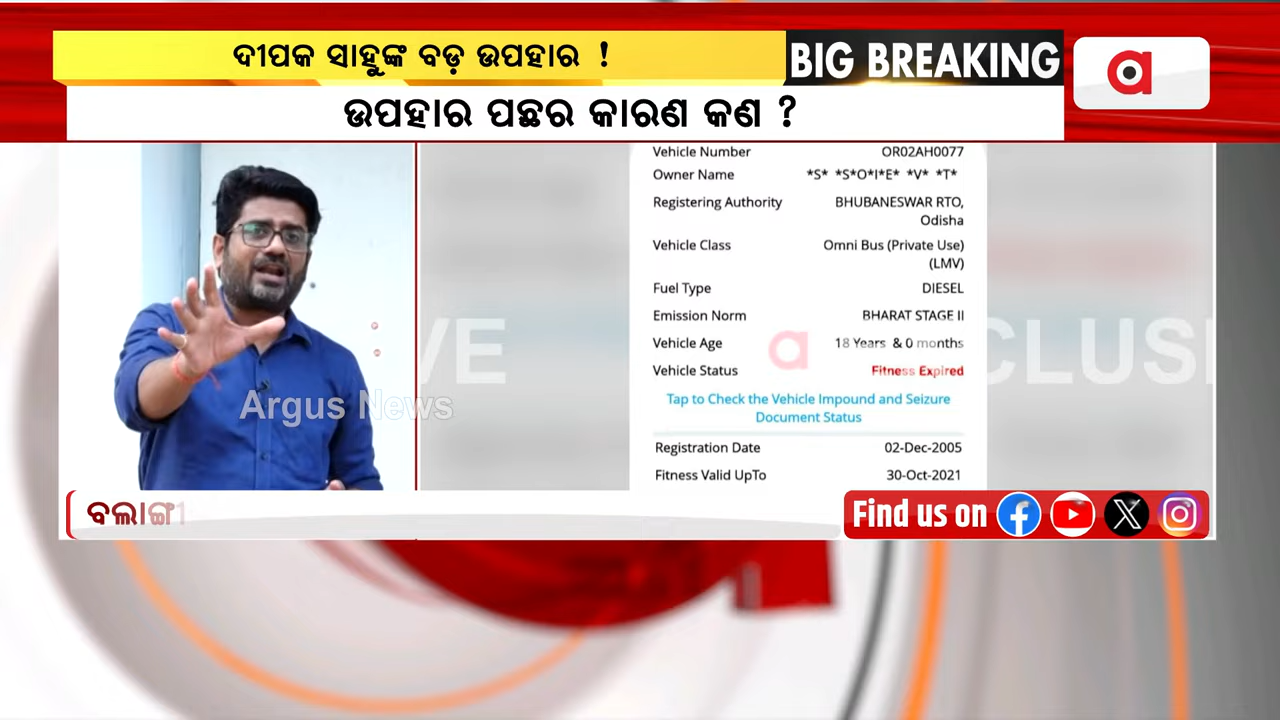 ଦୀପକ ସାହୁଙ୍କ ବଡ଼ ଉପହାର !
BIG BREAKING
a
ଉପହାର ପଛର କାରଣ କଣ ?
Vehicle Number OR02AH0077
Owner Name *S* *S*O*I*E* *V* *T*
Registering Authority BHUBANESWAR RTO,
Odisha
Vehicle Class Omni Bus (Private Use)
(LMV)
Fuel Type DIESEL
Emission Norm BHARAT STAGE II
Vehicle Age 18 Years & 0 months
Vehicle Status Fitness Expired
Tap to Check the Vehicle Impound and Seizure
Document Status
Registration Date 02-Dec-2005
Fitness Valid UpTo 30-Oct-2021
VE
a
CLUSI
Argus News
ବଲାଙ୍ଗୀ
Find us on